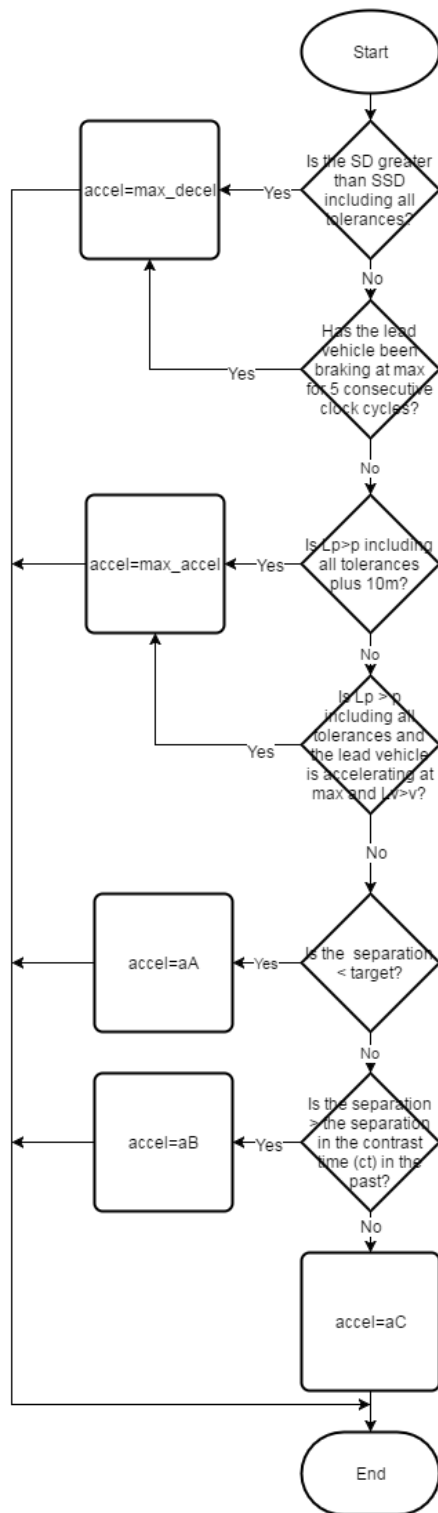 Start
Is the SD greater
than SSD
including all
tolerances?
Yes
accel=max_decel
No
Has the lead
vehicle been
braking at max
for 5 consecutive
clock cycles?
Yes
No
Is Lp>p including
all tolerances
plus 10m?
Yes
accel=max_accel
No
Is Lp > p
including all
tolerances and
the lead vehicle
is accelerating at
max and Lv>v?
Yes
No
Is the separation
< target?
Yes
accel=aA
No
Is the separation
> the separation
in the contrast
time (ct) in the
past?
Yes
accel=aB
No
accel=aC
End